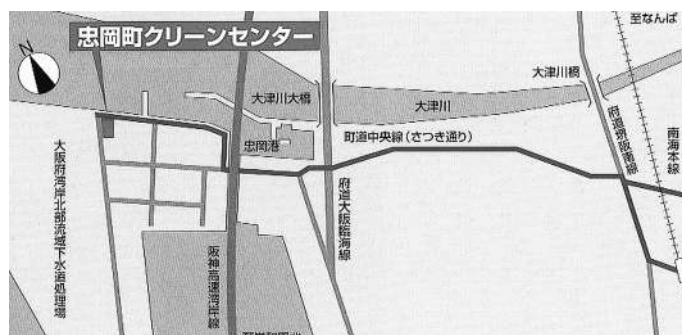 忠岡町クリーンセンター
至なんば
N
大津川橋
大津川大橋
大津川
町道中央線(さつき通り)
忠岡港
府道堺阪南線
南海本線
大阪府湾岸北部流域下水道処理場
府道大阪臨海線
阪神高速湾岸線